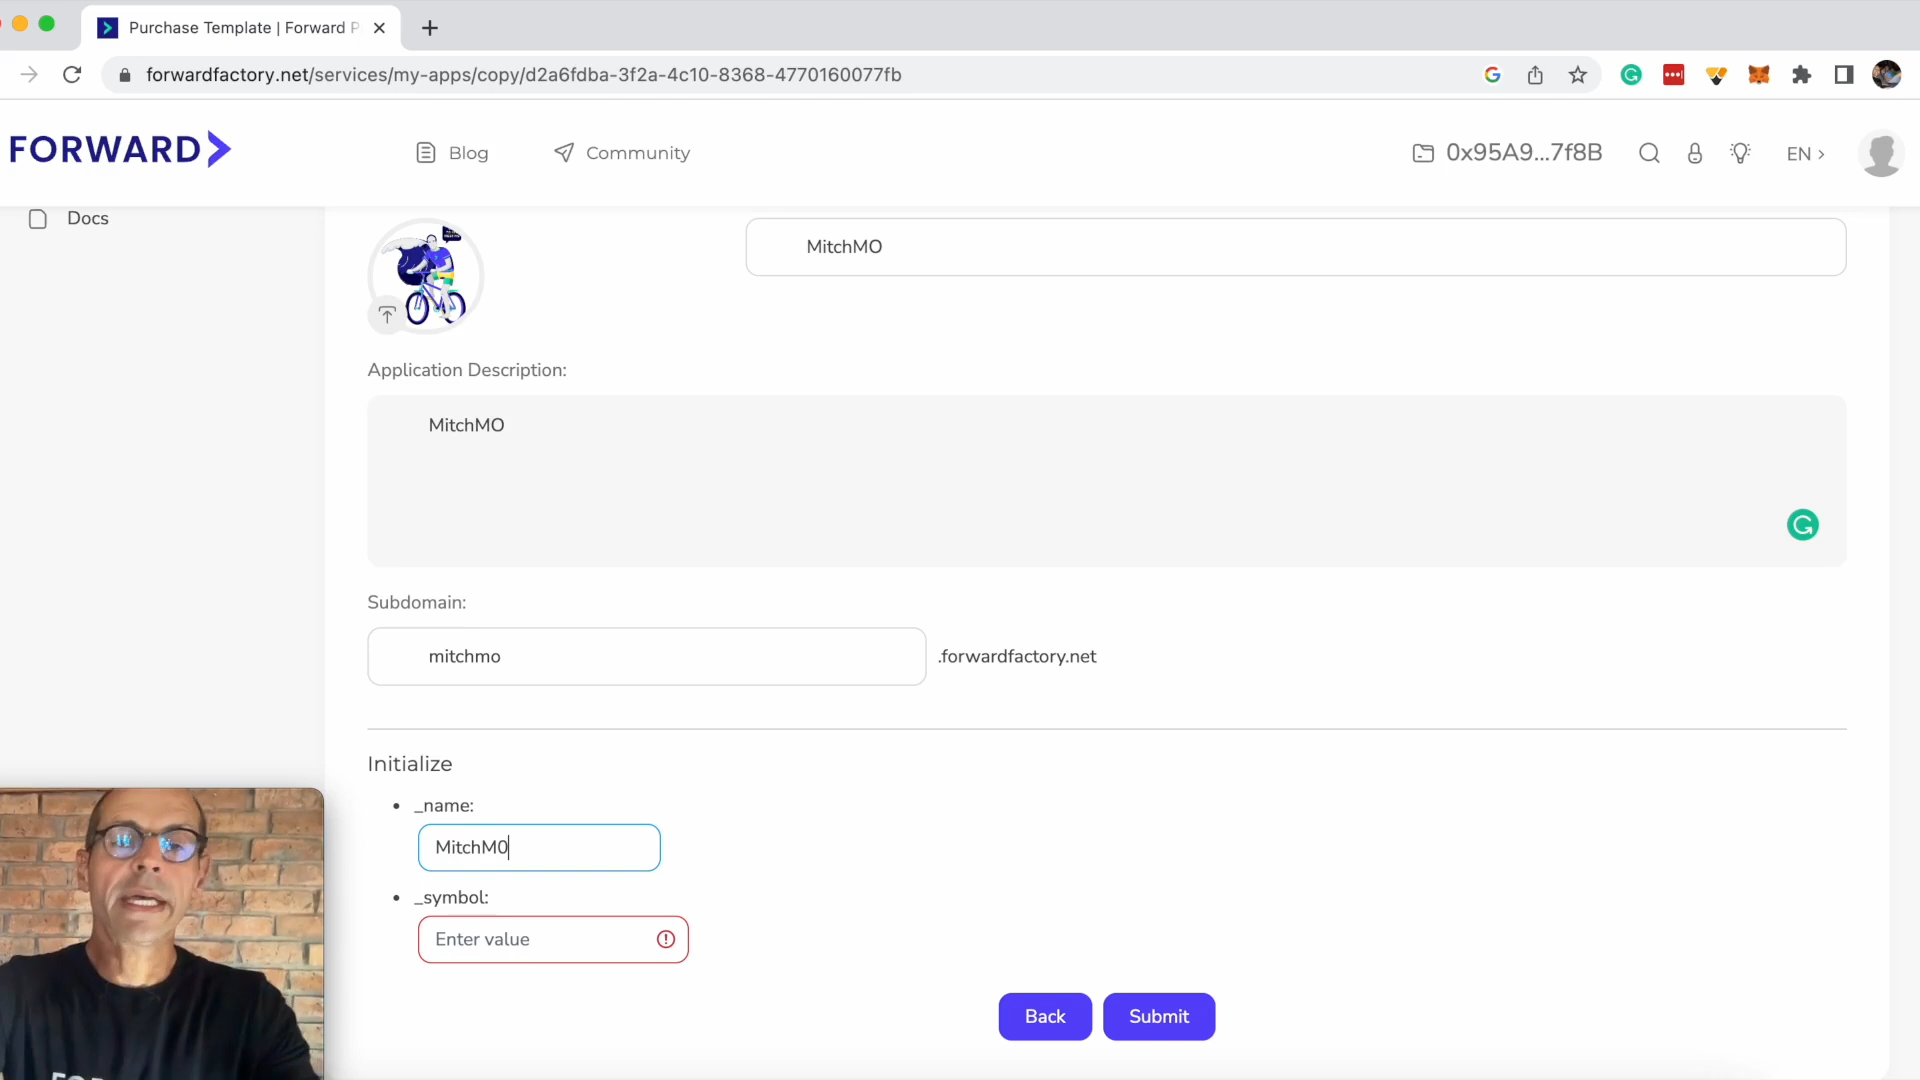 Purchase Template | Forward P
forwardfactory.net/services/my-apps/copy/d2a6fdba-3f2a-4c10-8368-4770160077fb
FORWARD
Blog
Community
0x95A9...7f8B
EN
Docs
MitchMO
Application Description:
MitchMO
Subdomain:
mitchmo
.forwardfactory.net
Initialize
_name:
MitchM0
_symbol:
Enter value
Back
Submit